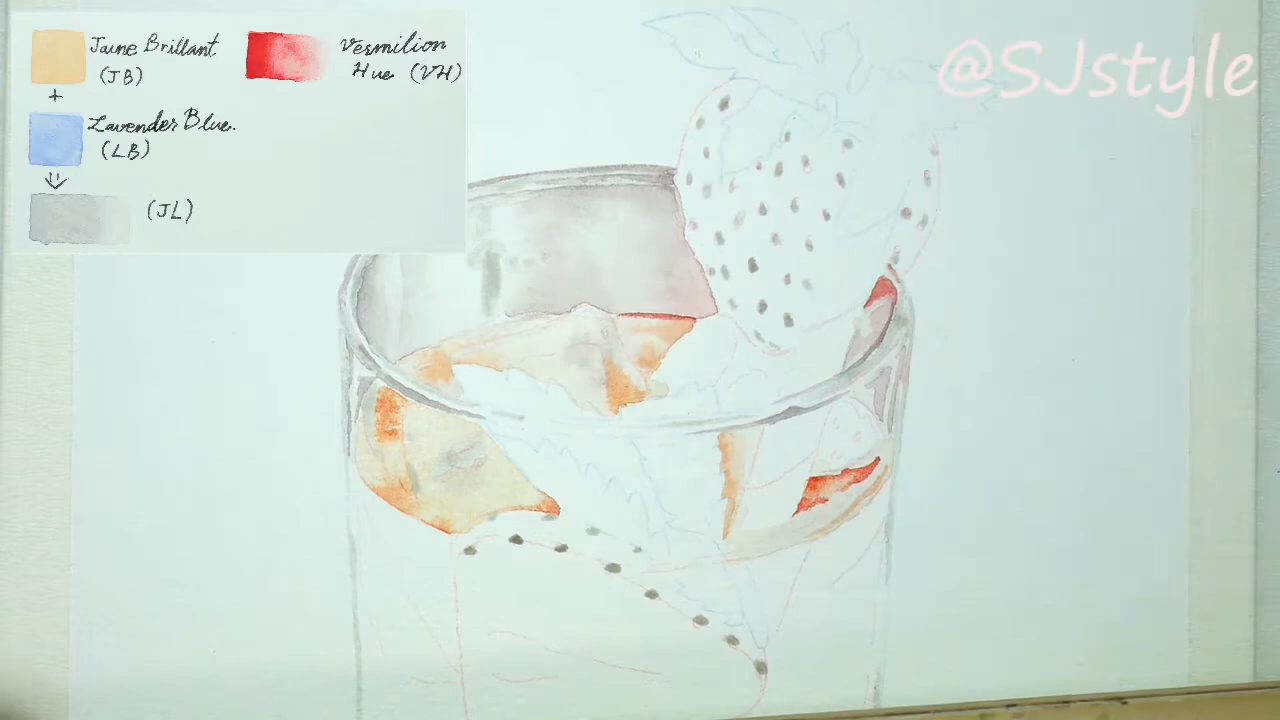 Jaune Brillant
(JB)
+
Lavender Blue.
(LB)
(JL)
Vermilion
Hue (VH)
@SJstyle